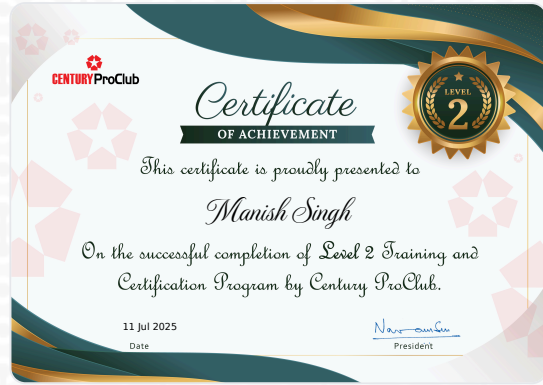 CENTURY ProClub
Certificate
OF ACHIEVEMENT
LEVEL
2
This certificate is proudly presented to
Manish Singh
On the successful completion of Level 2 Training and
Certification Program by Century ProClub.
11 Jul 2025
Date
President